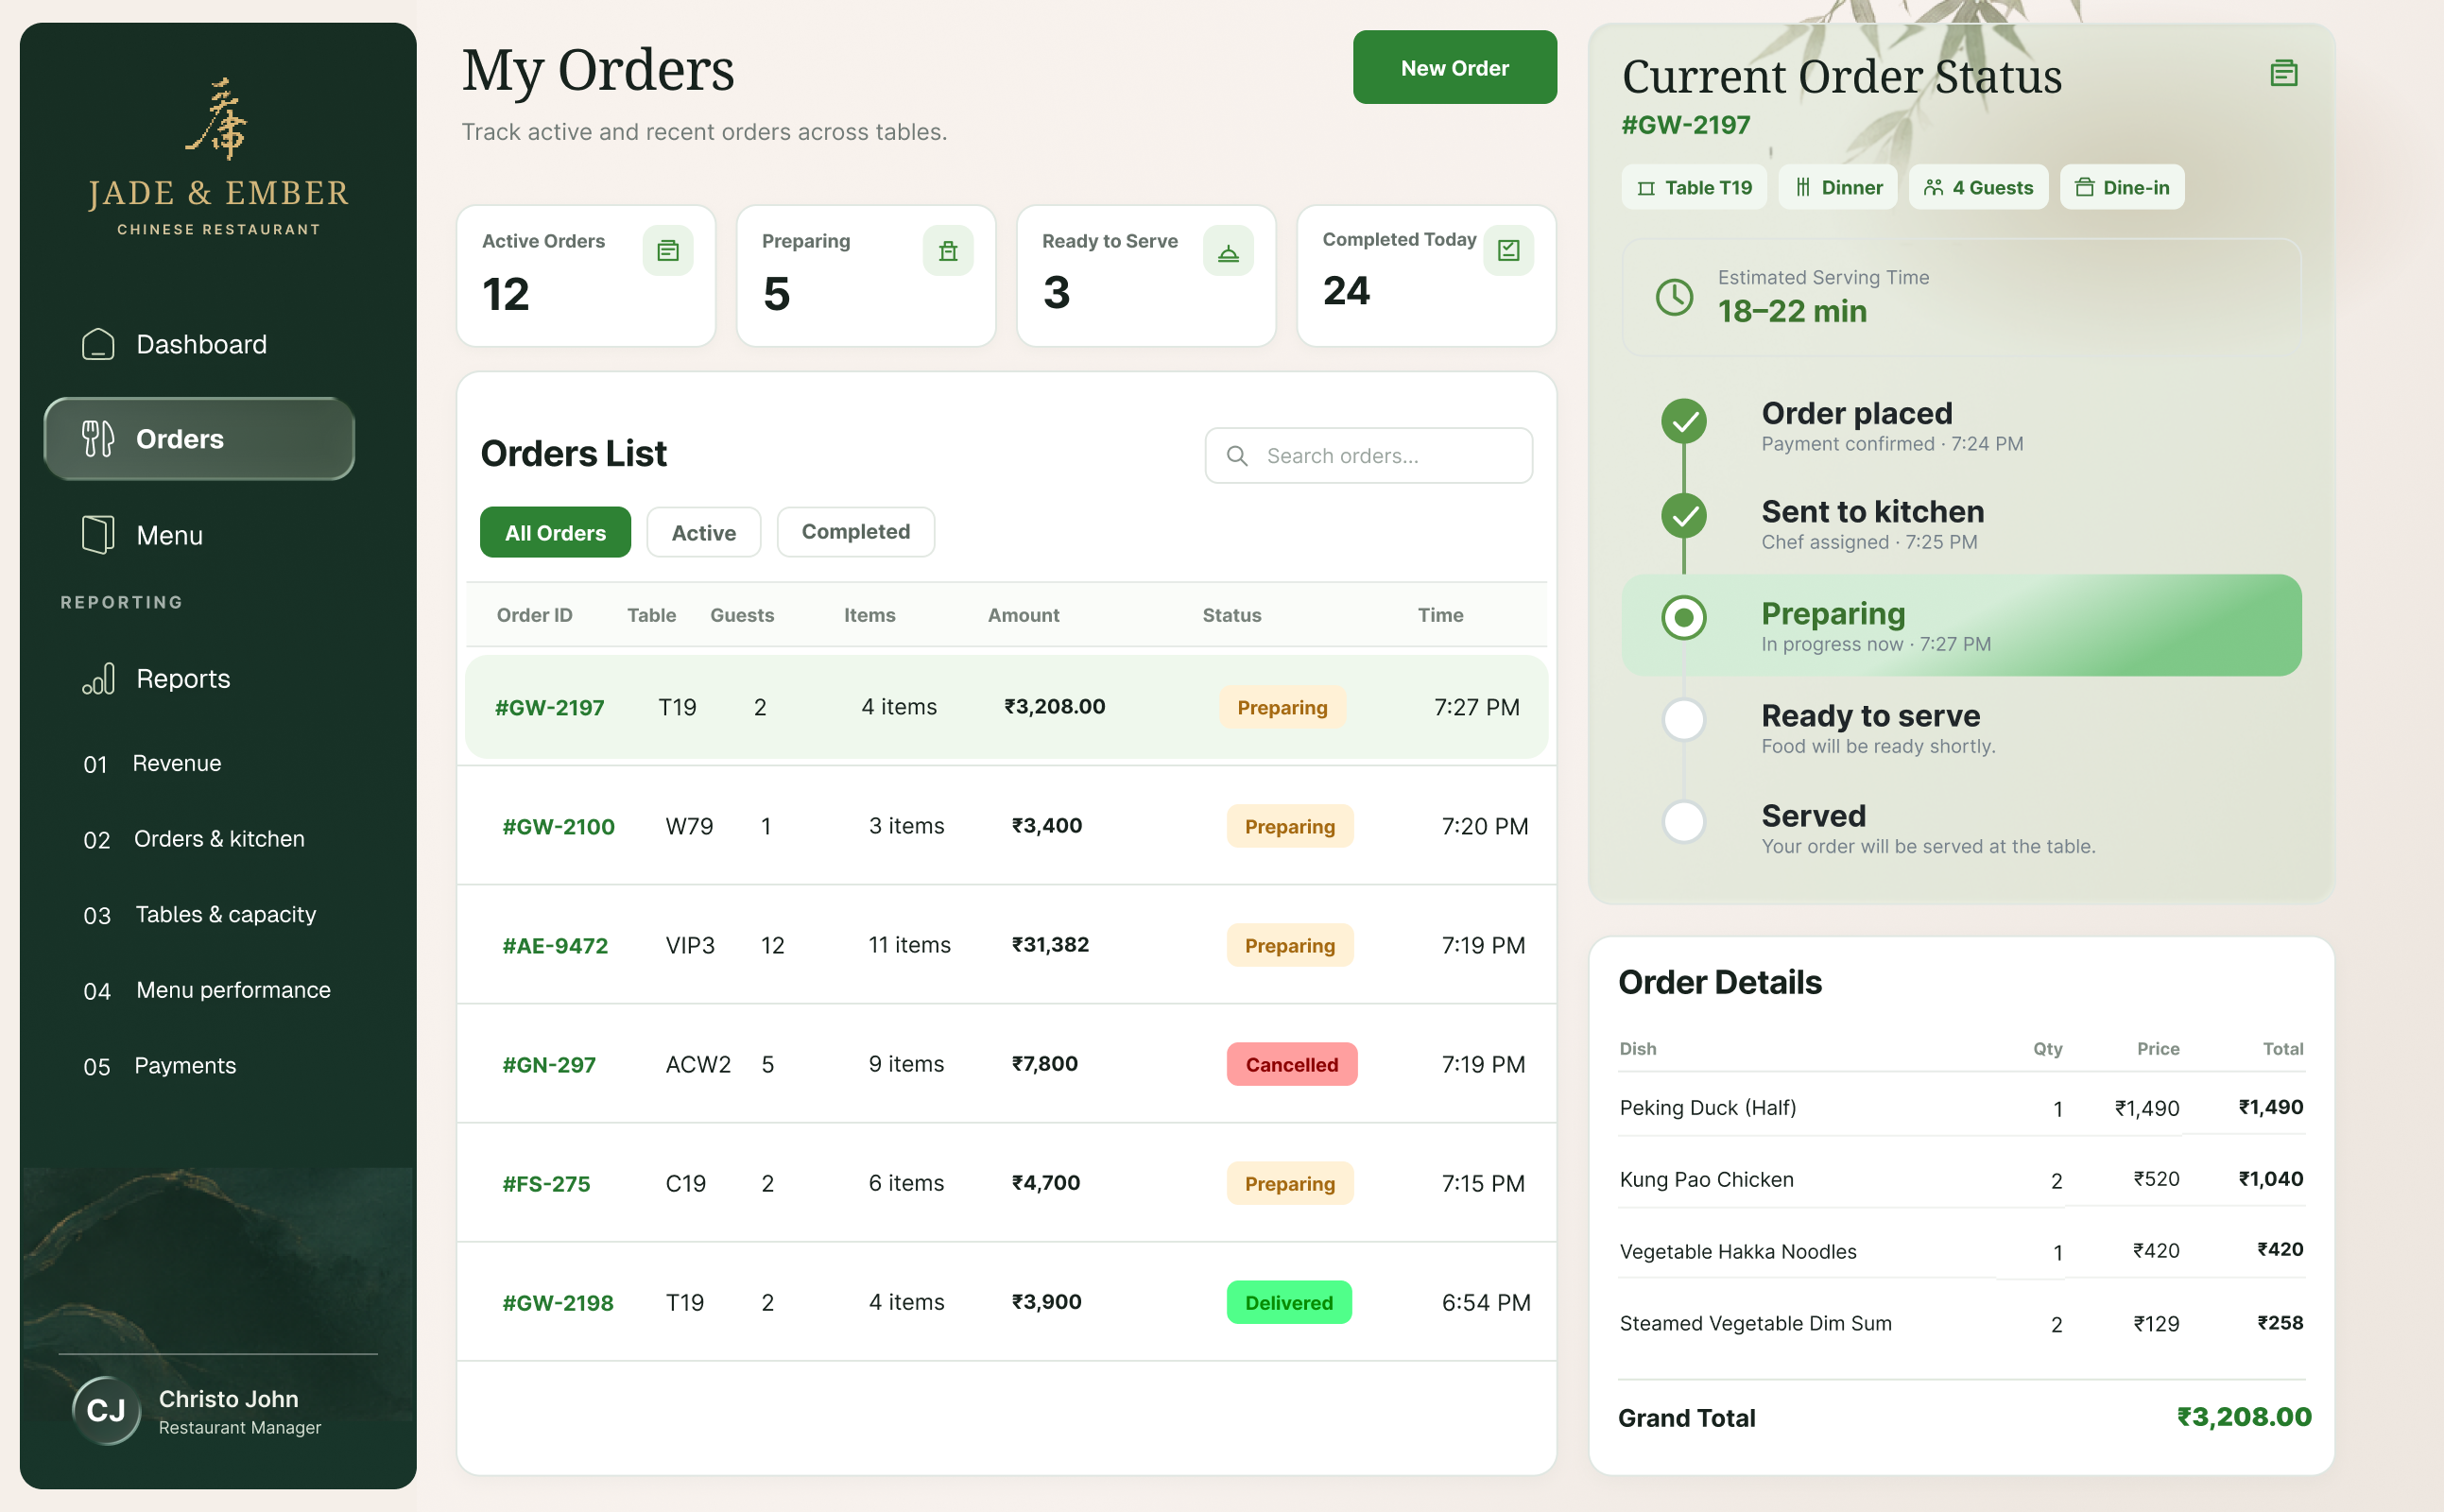 JADE & EMBER
CHINESE RESTAURANT
Dashboard
Orders
Menu
REPORTING
Reports
01 Revenue
02 Orders & kitchen
03 Tables & capacity
04 Menu performance
05 Payments
CJ
Christo John
Restaurant Manager
My Orders
Track active and recent orders across tables.
New Order
Active Orders
12
Preparing
5
Ready to Serve
3
Completed Today
24
Orders List
Search orders...
All Orders
Active
Completed
Order ID Table Guests Items Amount Status Time
#GW-2197 T19 2 4 items ₹3,208.00 Preparing 7:27 PM
#GW-2100 W79 1 3 items ₹3,400 Preparing 7:20 PM
#AE-9472 VIP3 12 11 items ₹31,382 Preparing 7:19 PM
#GN-297 ACW2 5 9 items ₹7,800 Cancelled 7:19 PM
#FS-275 C19 2 6 items ₹4,700 Preparing 7:15 PM
#GW-2198 T19 2 4 items ₹3,900 Delivered 6:54 PM
Current Order Status
#GW-2197
Table T19
Dinner
4 Guests
Dine-in
Estimated Serving Time
18–22 min
Order placed
Payment confirmed · 7:24 PM
Sent to kitchen
Chef assigned · 7:25 PM
Preparing
In progress now · 7:27 PM
Ready to serve
Food will be ready shortly.
Served
Your order will be served at the table.
Order Details
Dish Qty Price Total
Peking Duck (Half) 1 ₹1,490 ₹1,490
Kung Pao Chicken 2 ₹520 ₹1,040
Vegetable Hakka Noodles 1 ₹420 ₹420
Steamed Vegetable Dim Sum 2 ₹129 ₹258
Grand Total ₹3,208.00